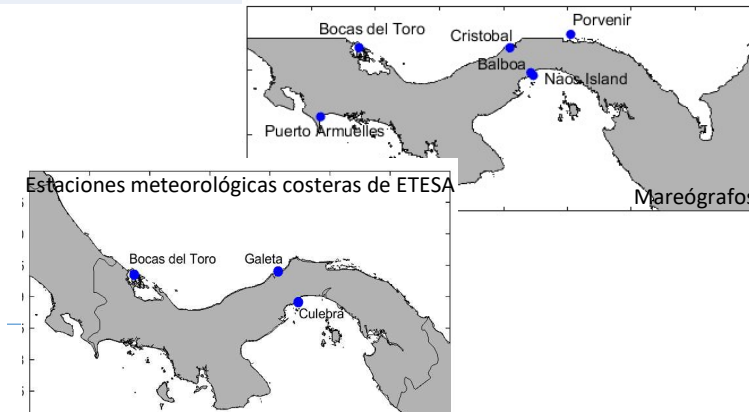 Bocas del Toro
Cristobal
Porvenir
Balboa
Naos Island
Puerto Armuelles
Mareógrafos
Estaciones meteorológicas costeras de ETESA
Bocas del Toro
Galeta
Culebra